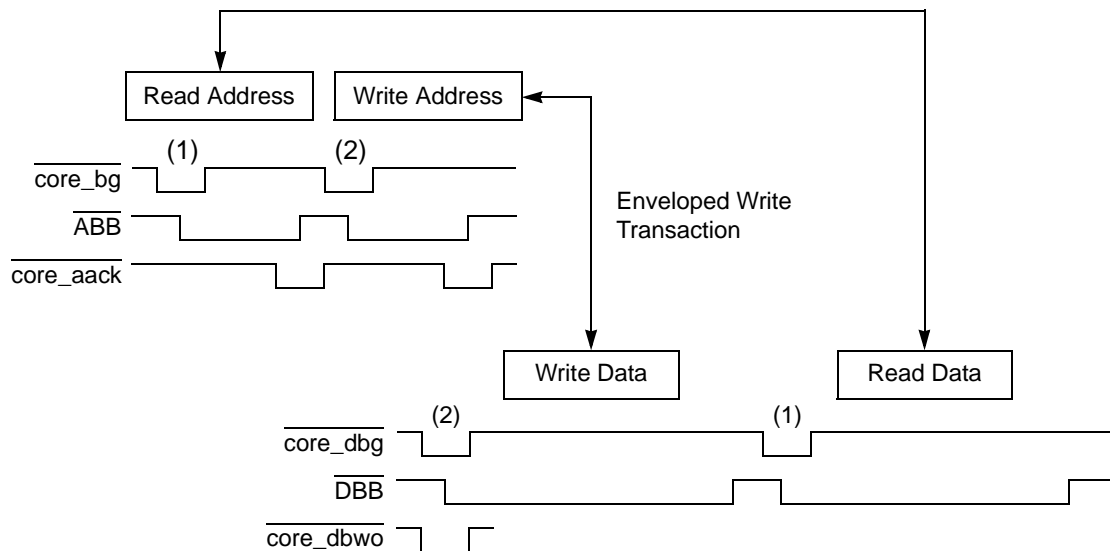 Read Address
Write Address
(1)
(2)
core_bg
ABB
core_aack
Enveloped Write
Transaction
Write Data
Read Data
(2)
(1)
core_dbg
DBB
core_dbwo